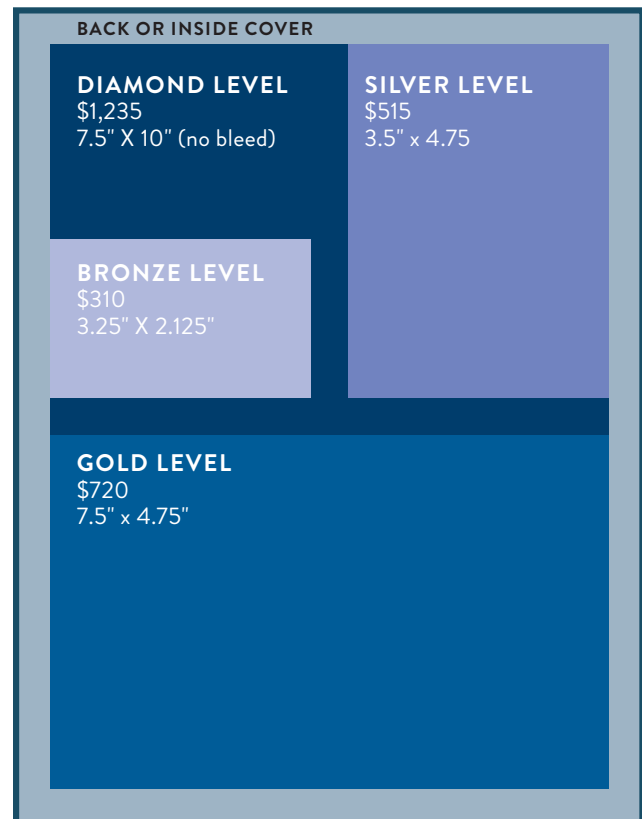 BACK OR INSIDE COVER
DIAMOND LEVEL
$1,235
7.5" X 10" (no bleed)
SILVER LEVEL
$515
3.5" x 4.75
BRONZE LEVEL
$310
3.25" X 2.125"
GOLD LEVEL
$720
7.5" x 4.75"